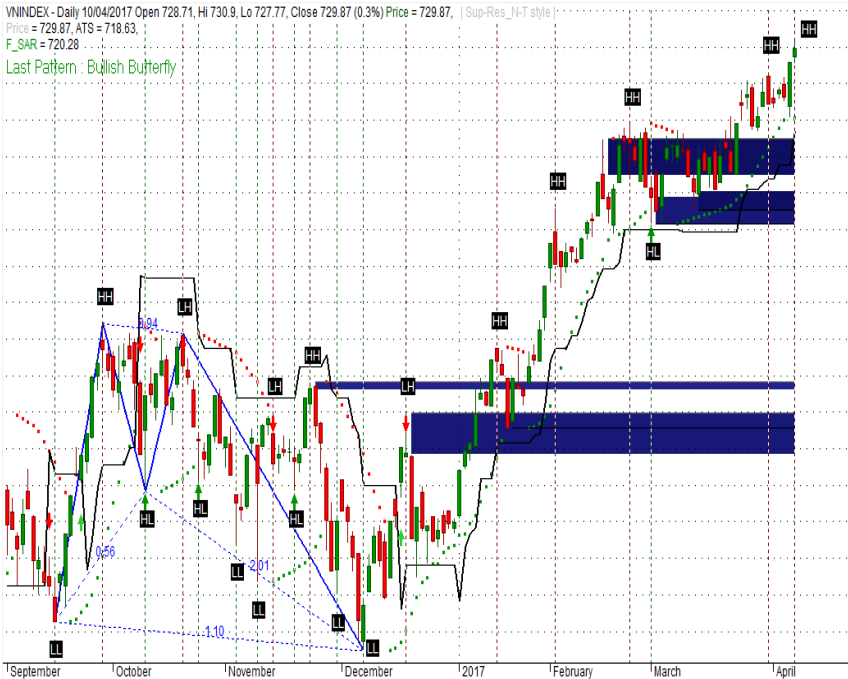 VNINDEX - Daily 10/04/2017 Open 728.71, Hi 730.9, Lo 727.77, Close 729.87 (0.3%) Price = 729.87, | Sup-Res_N-T style |
Price = 729.87, ATS = 718.63,
F_SAR = 720.28
Last Pattern : Bullish Butterfly
HH
HH
HH
HH
HL
HH
LH
0.94
HH
HH
LH
LH
HL
HL
HL
0.56
2.01
LL
LL
LL
1.10
LL
LL
September October November December 2017 February March April